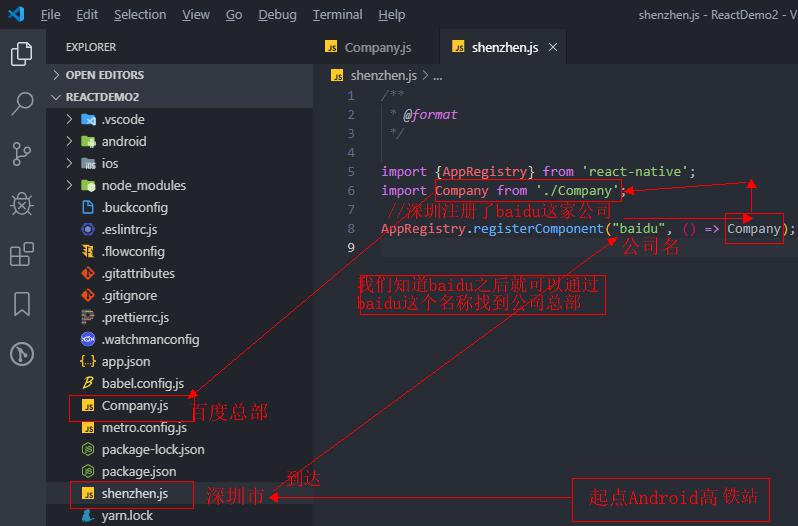 File Edit Selection View Go Debug Terminal Help shenzhen.js - ReactDemo2 - V
EXPLORER
OPEN EDITORS
REACTDEMO2
.vscode
android
ios
node_modules
.buckconfig
.eslintrc.js
.flowconfig
.gitattributes
.gitignore
.prettierrc.js
.watchmanconfig
app.json
babel.config.js
Company.js
百度总部
metro.config.js
package-lock.json
package.json
shenzhen.js
深圳市
到达
起点Android高铁站
yarn.lock
Company.js
shenzhen.js
shenzhen.js > ...
1 /**
2 * @format
3 */
4
5 import {AppRegistry} from 'react-native';
6 import Company from './Company';
7 //深圳注册了baidu这家公司
8 AppRegistry.registerComponent("baidu", () => Company);
9
公司名
我们知道baidu之后就可以通过
baidu这个名称找到公司总部